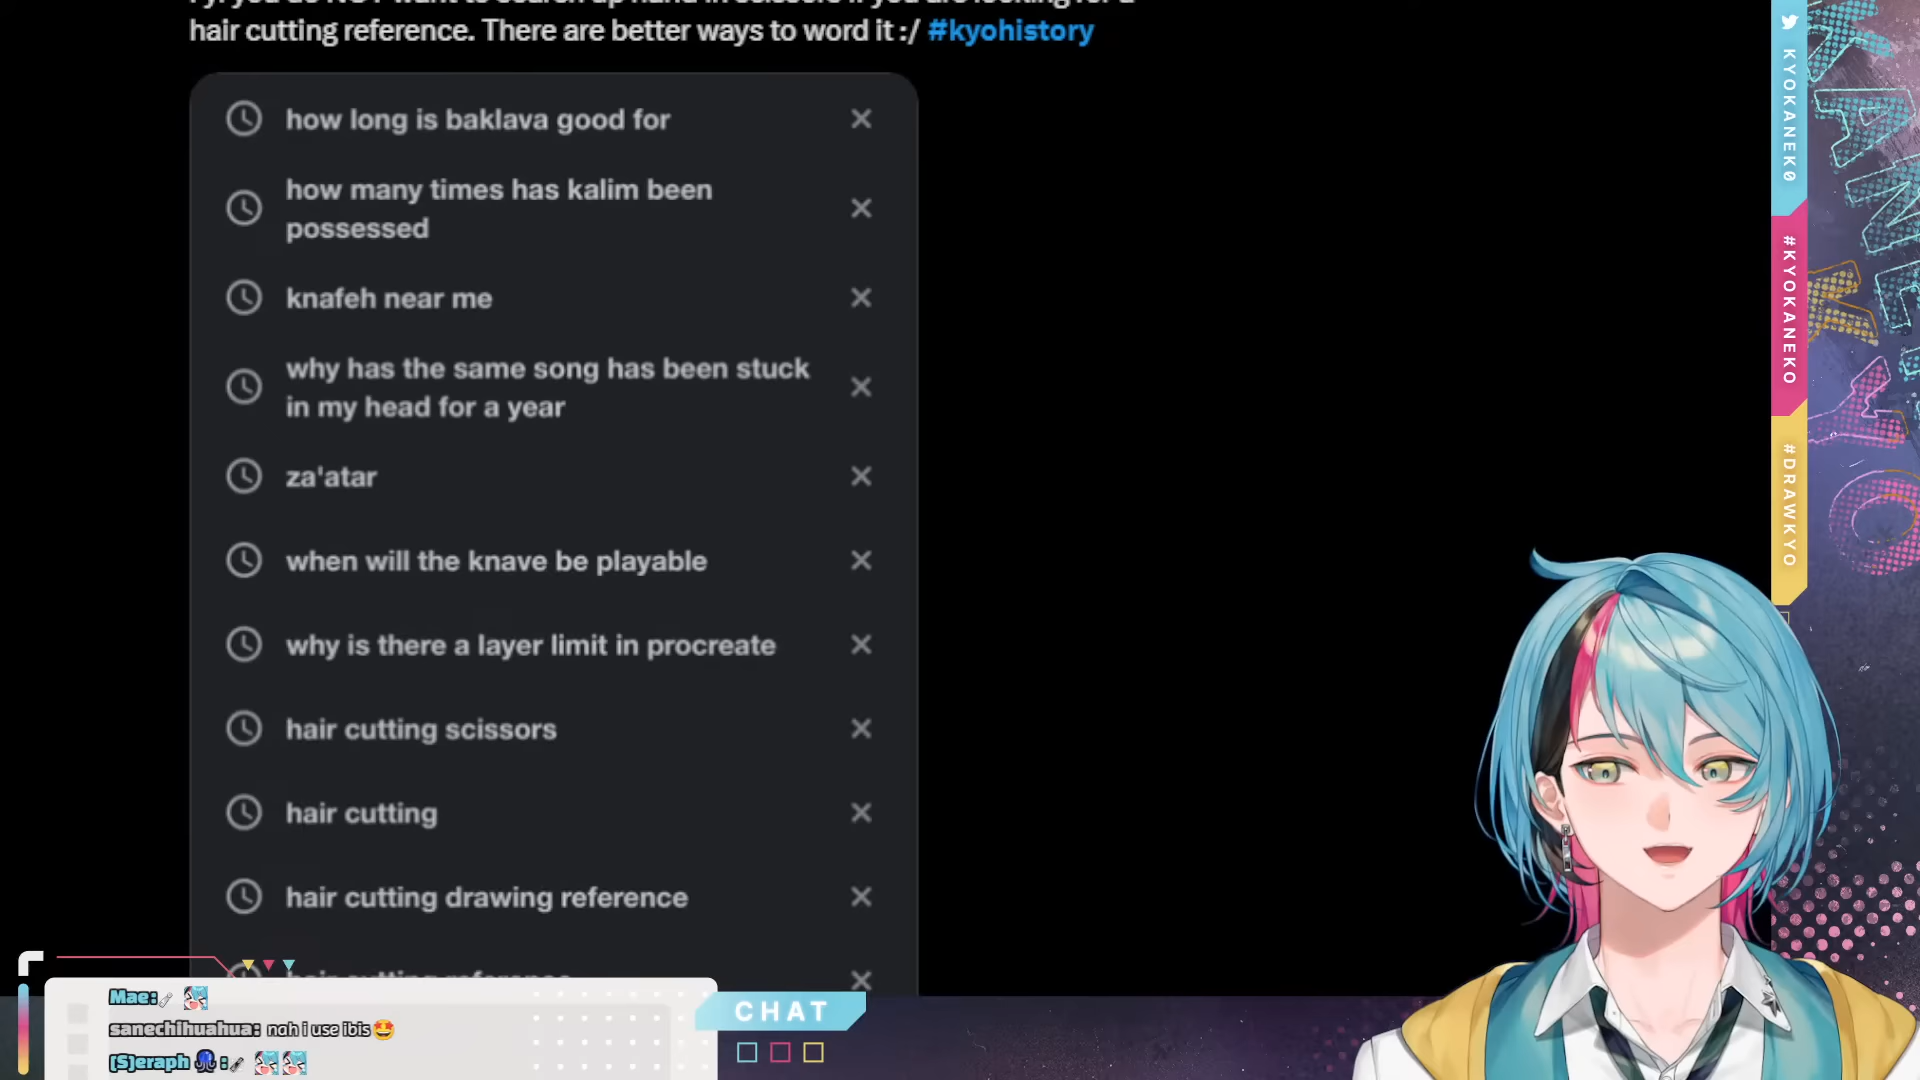 hair cutting reference. There are better ways to word it :/ #kyohistory
how long is baklava good for
how many times has kalim been
possessed
knafeh near me
why has the same song has been stuck
in my head for a year
za'atar
when will the knave be playable
why is there a layer limit in procreate
hair cutting scissors
hair cutting
hair cutting drawing reference
Mae:
sanechihuahua: nah i use ibis
[S]eraph :
CHAT
KYOKANEK0
#KYOKANEKO
#DRAWKYO
KANEK
KYO